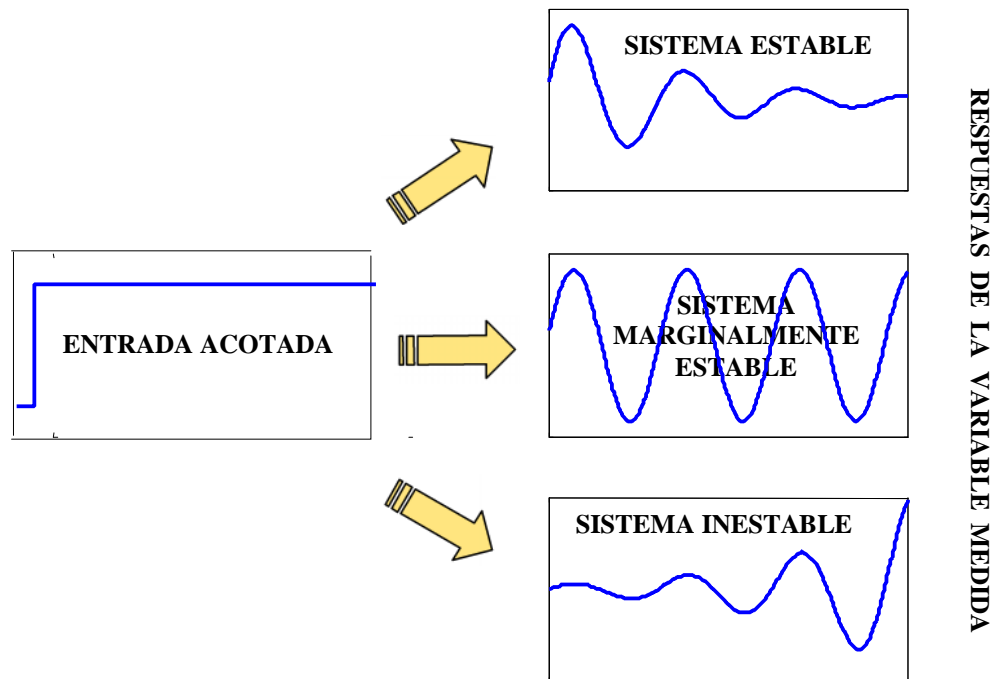 SISTEMA ESTABLE
ENTRADA ACOTADA
SISTEMA
MARGINALMENTE
ESTABLE
SISTEMA INESTABLE
RESPUESTAS DE LA VARIABLE MEDIDA